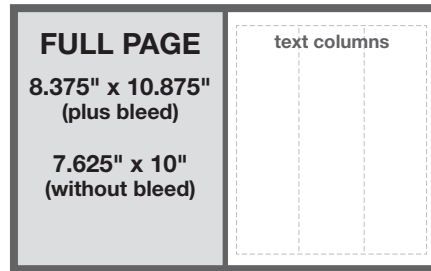 FULL PAGE
8.375" x 10.875"
(plus bleed)
7.625" x 10"
(without bleed)
text columns